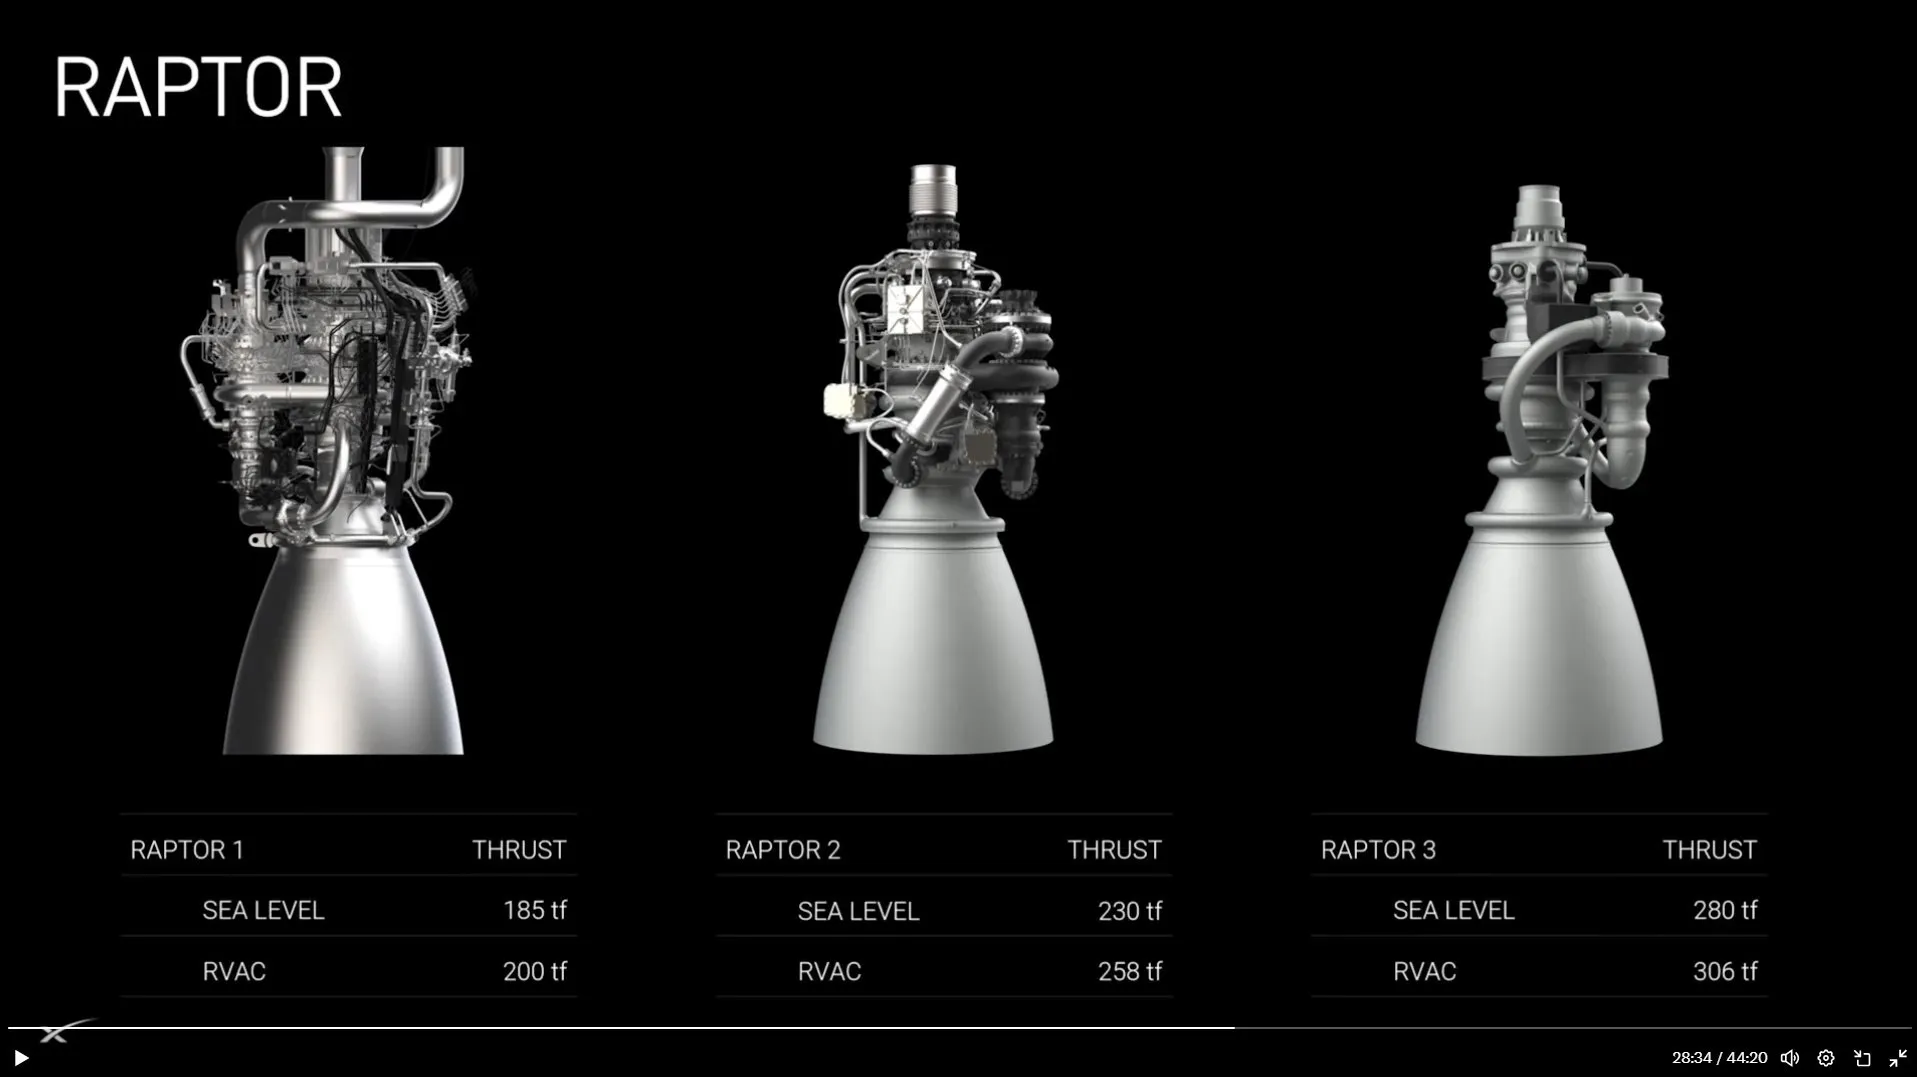 RAPTOR
RAPTOR 1 THRUST
SEA LEVEL 185 tf
RVAC 200 tf
RAPTOR 2 THRUST
SEA LEVEL 230 tf
RVAC 258 tf
RAPTOR 3 THRUST
SEA LEVEL 280 tf
RVAC 306 tf
28:34 / 44:20